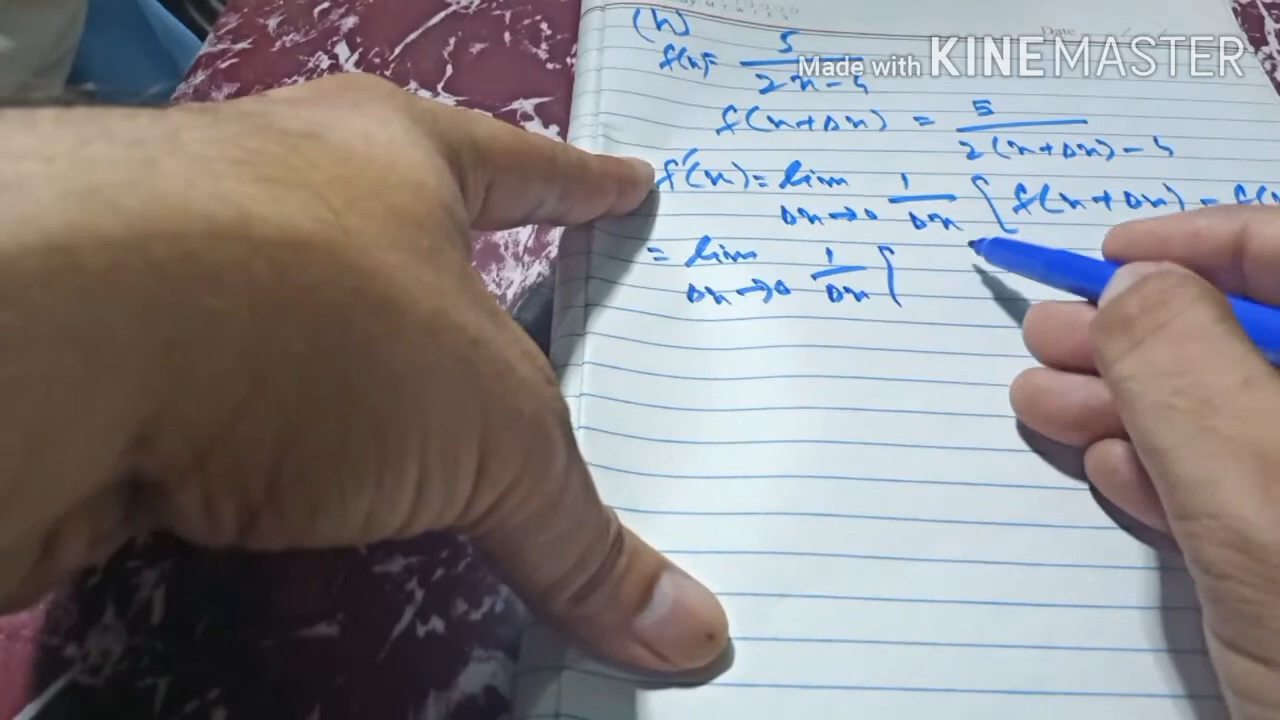 (h)
f(x)= 5/(2x-4
Made with KINEMASTER
Date
f(x+Δx) = 5/(2(x+Δx)-4
f'(x)= lim Δx→0 1/Δx { f(x+Δx) - f(x
= lim Δx→0 1/Δx {